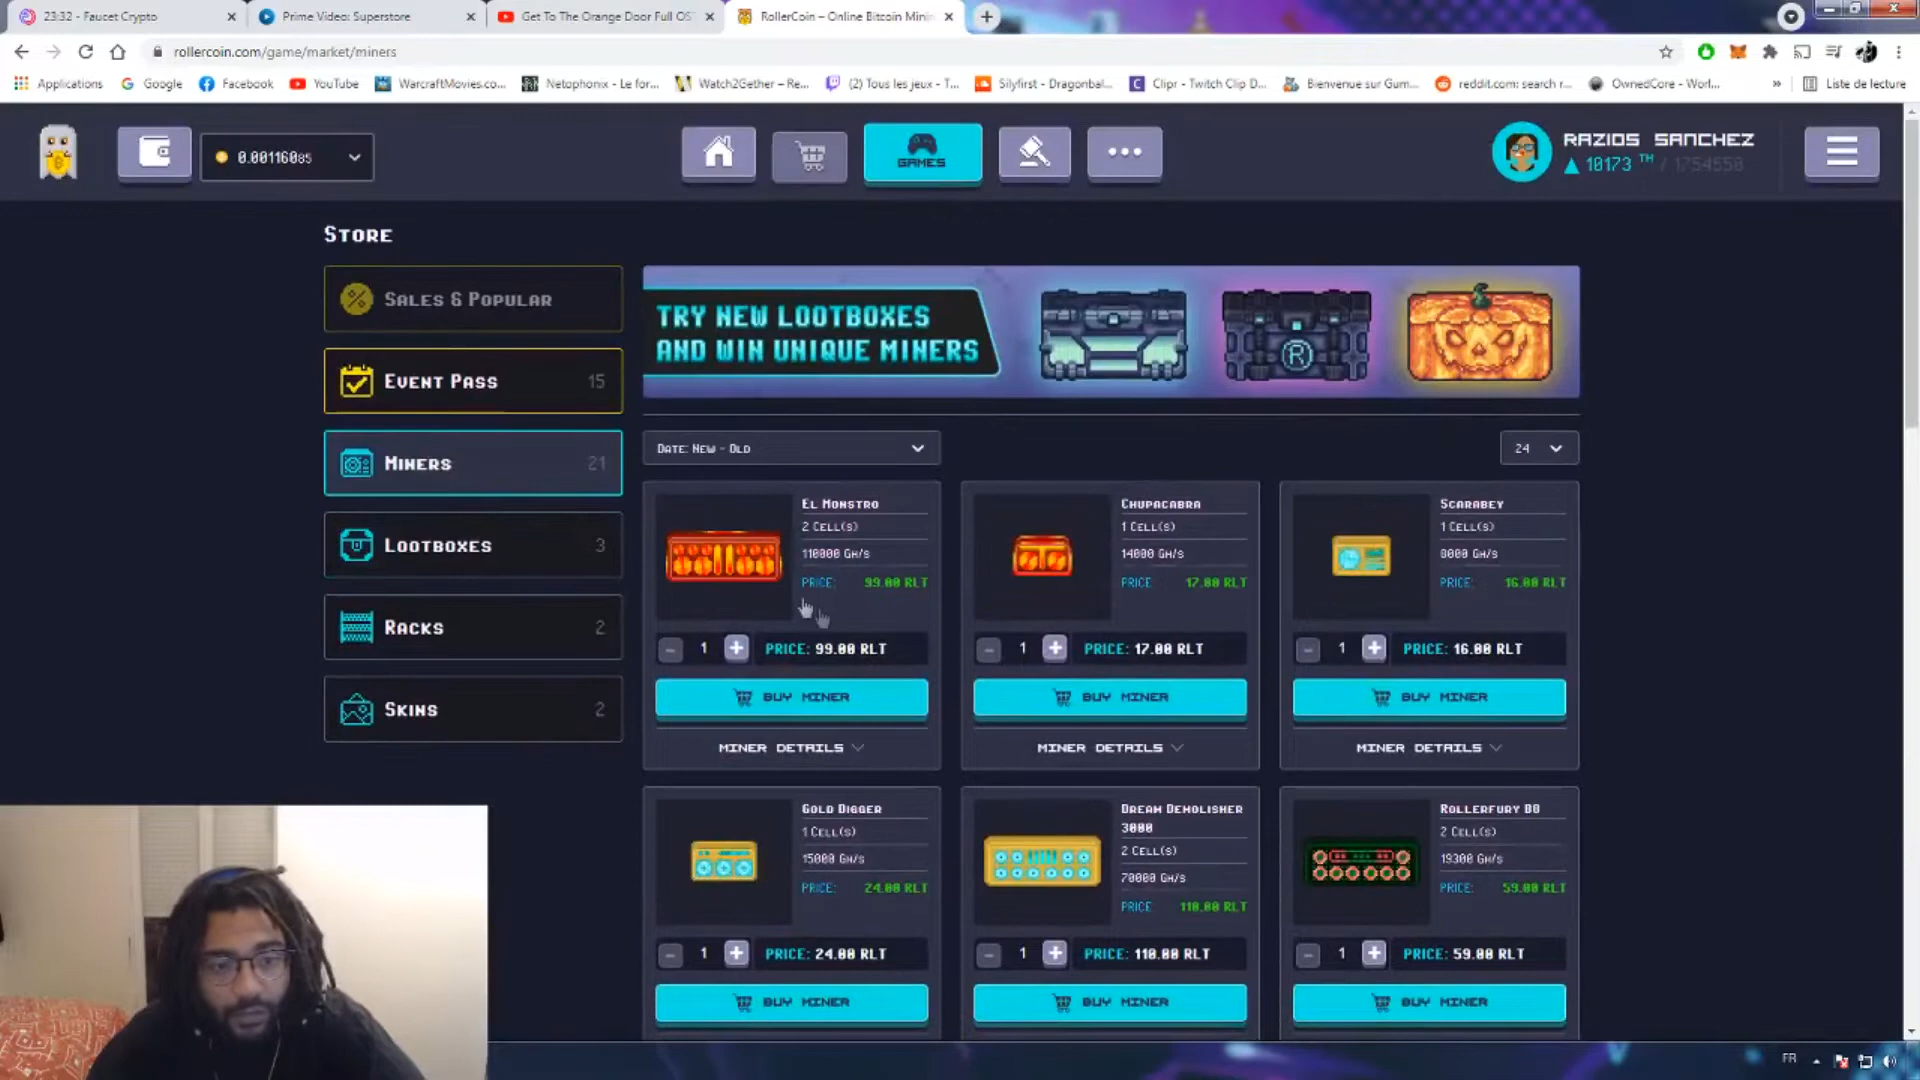 23:32 - Faucet Crypto
Prime Video: Superstore
Get To The Orange Door Full OS
RollerCoin – Online Bitcoin Mini
rollercoin.com/game/market/miners
Applications
Google
Facebook
YouTube
WarcraftMovies.co...
Netophonix - Le for...
Watch2Gether – Re...
(2) Tous les jeux - T...
Silyfirst - Dragonbal...
Clipr - Twitch Clip D...
Bienvenue sur Gum...
reddit.com: search r...
OwnedCore - Worl...
»
Liste de lecture
0.00116085
GAMES
RAZIOS SANCHEZ
10173 TH / 1754550
STORE
SALES & POPULAR
EVENT PASS 15
MINERS 21
LOOTBOXES 3
RACKS 2
SKINS 2
TRY NEW LOOTBOXES
AND WIN UNIQUE MINERS
R
DATE: NEW - OLD
24
EL MONSTRO
2 CELL(S)
110000 GH/S
PRICE: 99.00 RLT
- 1 + PRICE: 99.00 RLT
BUY MINER
MINER DETAILS
CHUPACABRA
1 CELL(S)
14000 GH/S
PRICE 17.00 RLT
- 1 + PRICE: 17.00 RLT
BUY MINER
MINER DETAILS
SCARABEY
1 CELL(S)
8000 GH/S
PRICE: 16.00 RLT
- 1 + PRICE: 16.00 RLT
BUY MINER
MINER DETAILS
GOLD DIGGER
1 CELL(S)
15000 GH/S
PRICE: 24.00 RLT
- 1 + PRICE: 24.00 RLT
BUY MINER
DREAM DEMOLISHER
3000
2 CELL(S)
70000 GH/S
PRICE 110.00 RLT
- 1 + PRICE: 110.00 RLT
BUY MINER
ROLLERFURY B8
2 CELL(S)
19300 GH/S
PRICE: 59.00 RLT
- 1 + PRICE: 59.00 RLT
BUY MINER
FR